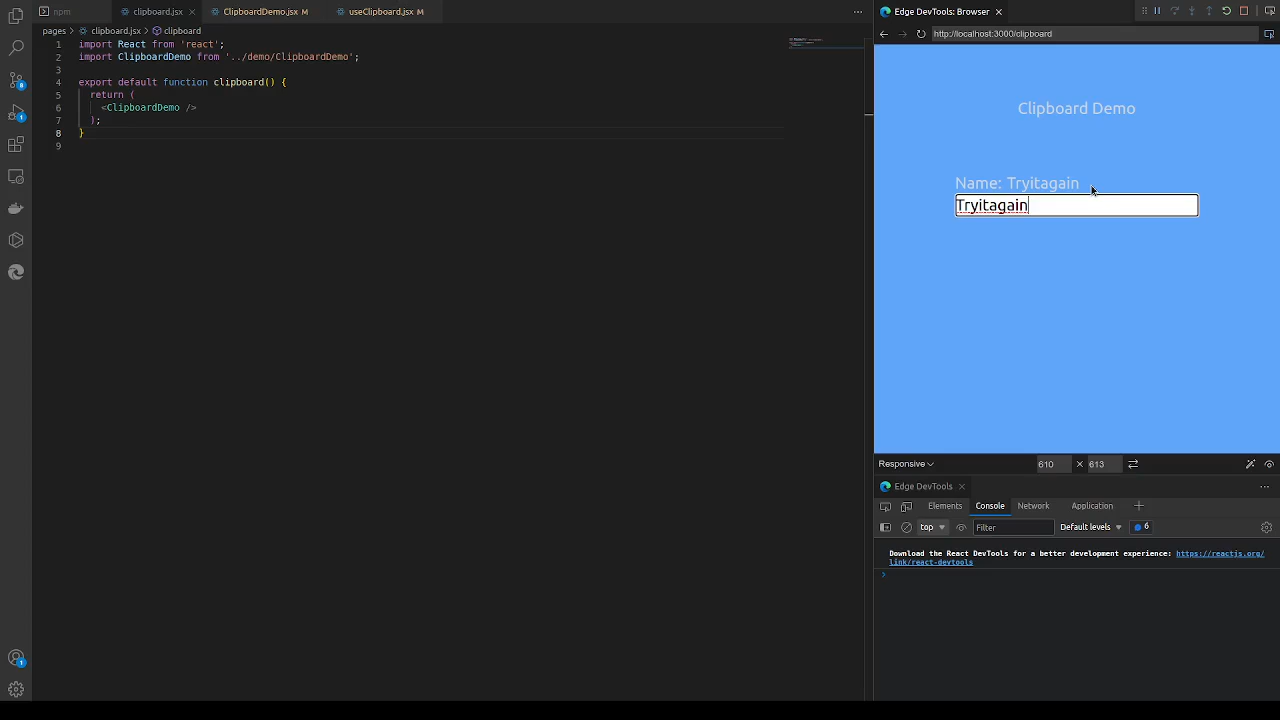 npm
clipboard.jsx
ClipboardDemo.jsx M
useClipboard.jsx M
Edge DevTools: Browser
pages > clipboard.jsx > clipboard
http://localhost:3000/clipboard
1 import React from 'react';
2 import ClipboardDemo from '../demo/ClipboardDemo';
3
4 export default function clipboard() {
5 return (
6 <ClipboardDemo />
7 );
8 }
9
Clipboard Demo
Name: Tryitagain
Tryitagain
Responsive
610 × 613
Edge DevTools
Elements Console Network Application
top Filter Default levels 6
Download the React DevTools for a better development experience: https://reactjs.org/
link/react-devtools
8
1
1